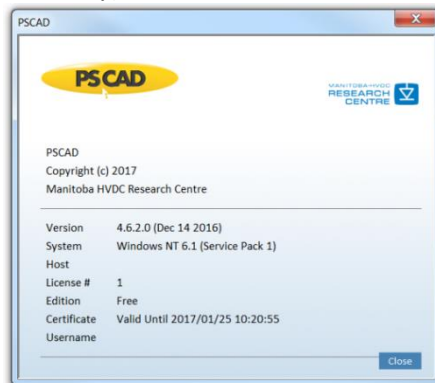 PSCAD
PSCAD
MANITOBA-HVDC
RESEARCH
CENTRE
PSCAD
Copyright (c) 2017
Manitoba HVDC Research Centre
Version 4.6.2.0 (Dec 14 2016)
System Windows NT 6.1 (Service Pack 1)
Host
License # 1
Edition Free
Certificate Valid Until 2017/01/25 10:20:55
Username
Close